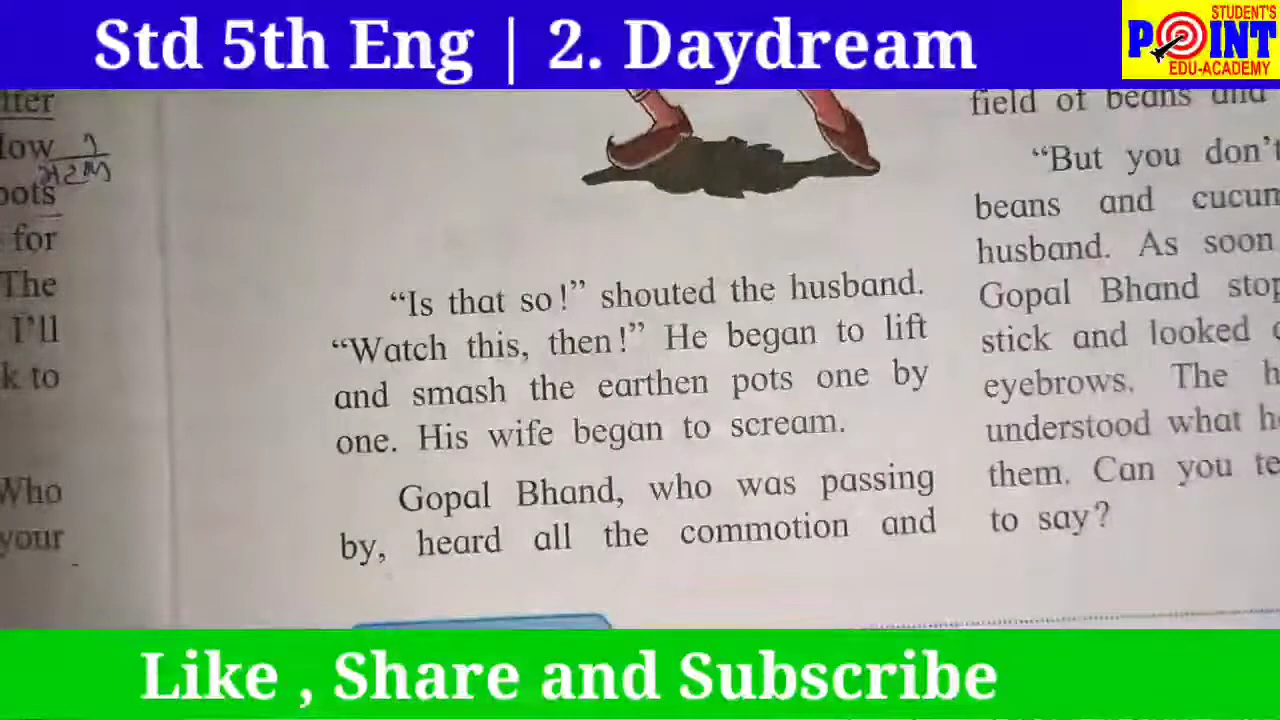 Std 5th Eng | 2. Daydream
STUDENT'S
POINT
EDU-ACADEMY
low
for
The
I'll
k to
Who
your
"Is that so!" shouted the husband.
"Watch this, then!" He began to lift
and smash the earthen pots one by
one. His wife began to scream.
Gopal Bhand, who was passing
by, heard all the commotion and
field of beans and
"But you don't
beans and cucum
husband. As soon
Gopal Bhand stop
stick and looked
eyebrows. The h
understood what h
them. Can you te
to say?
Like , Share and Subscribe